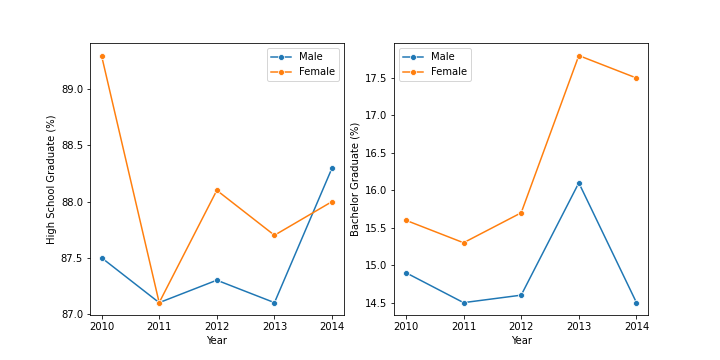 High School Graduate (%)
89.0
88.5
88.0
87.5
87.0
2010 2011 2012 2013 2014
Year
Male
Female
Bachelor Graduate (%)
17.5
17.0
16.5
16.0
15.5
15.0
14.5
2010 2011 2012 2013 2014
Year
Male
Female